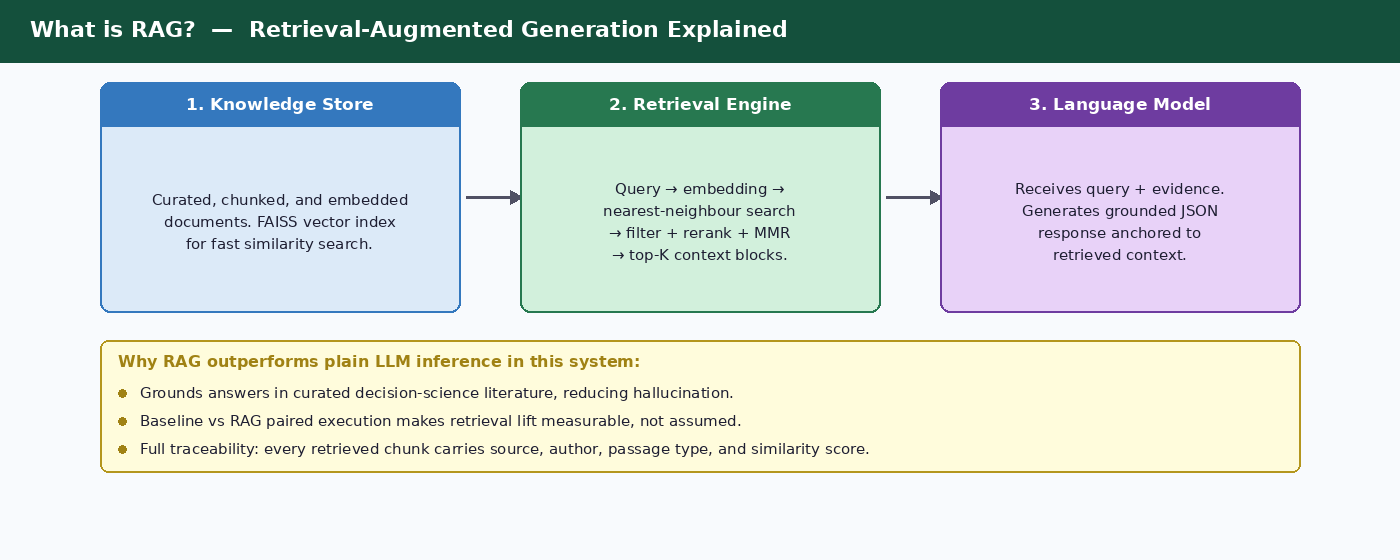 What is RAG?  —  Retrieval-Augmented Generation Explained
1. Knowledge Store
Curated, chunked, and embedded
documents. FAISS vector index
for fast similarity search.
2. Retrieval Engine
Query → embedding →
nearest-neighbour search
→ filter + rerank + MMR
→ top-K context blocks.
3. Language Model
Receives query + evidence.
Generates grounded JSON
response anchored to
retrieved context.
Why RAG outperforms plain LLM inference in this system:
● Grounds answers in curated decision-science literature, reducing hallucination.
● Baseline vs RAG paired execution makes retrieval lift measurable, not assumed.
● Full traceability: every retrieved chunk carries source, author, passage type, and similarity score.